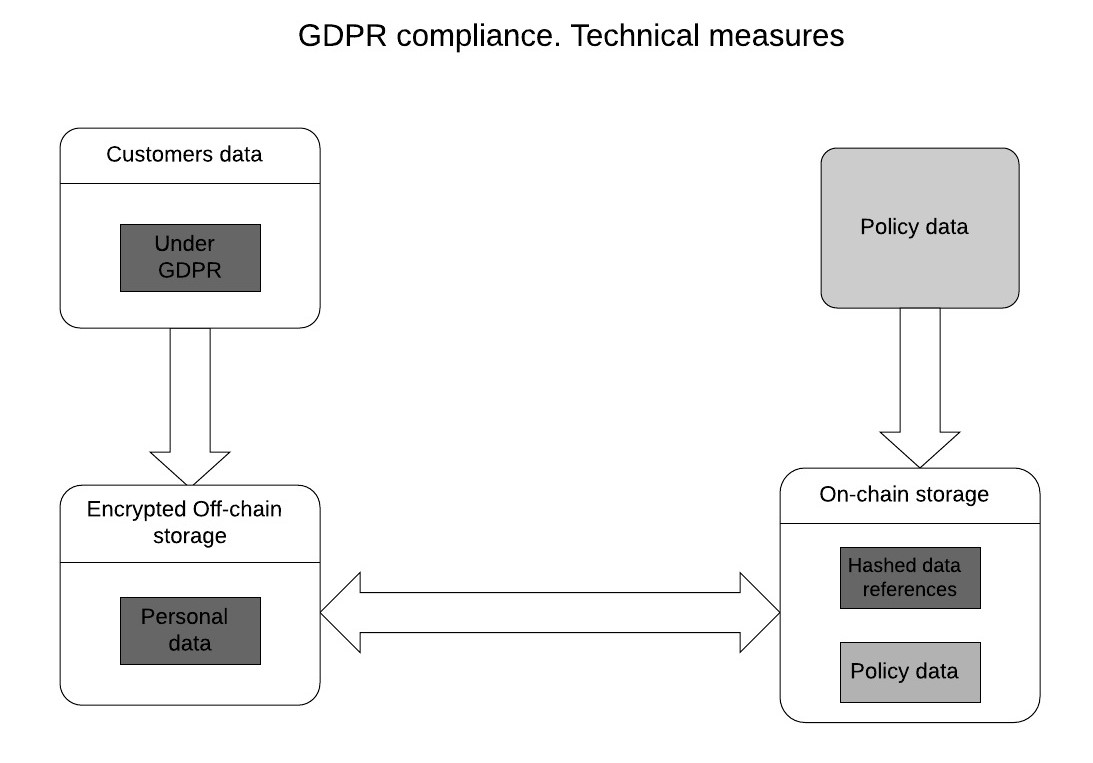 GDPR compliance. Technical measures
Customers data
Under
GDPR
Policy data
Encrypted Off-chain
storage
Personal
data
On-chain storage
Hashed data
references
Policy data